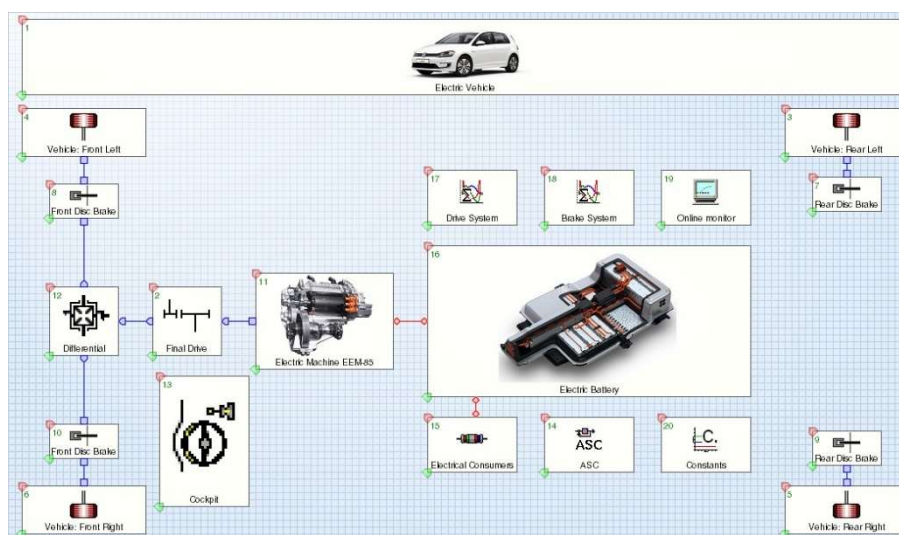 1
Electric Vehicle
4
Vehicle: Front Left
3
Vehicle: Rear Left
8
Front Disc Brake
17
Drive System
18
Brake System
19
Online monitor
7
Rear Disc Brake
16
Electric Battery
12
Differential
2
Final Drive
11
Electric Machine EEM-85
13
Cockpit
10
Front Disc Brake
15
Electrical Consumers
14
ASC
ASC
20
C.
Constants
9
Rear Disc Brake
6
Vehicle: Front Right
5
Vehicle: Rear Right